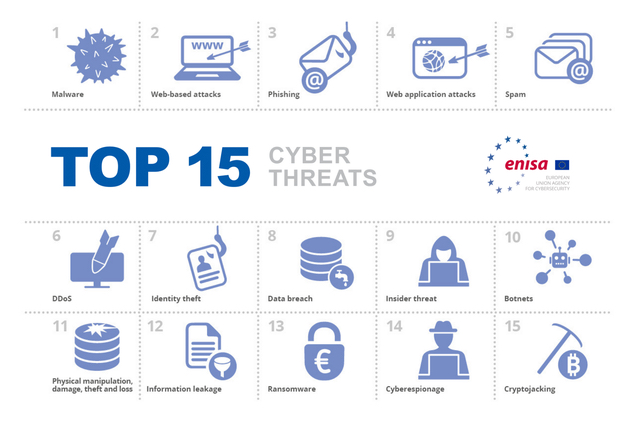 1
2
3
4
5
www
@
@
Malware
Web-based attacks
Phishing
Web application attacks
Spam
TOP 15
CYBER
THREATS
enisa
EUROPEAN
UNION AGENCY
FOR CYBERSECURITY
6
7
8
9
10
DDoS
Identity theft
Data breach
Insider threat
Botnets
11
12
13
14
15
€
Physical manipulation,
damage, theft and loss
Information leakage
Ransomware
Cyberespionage
Cryptojacking